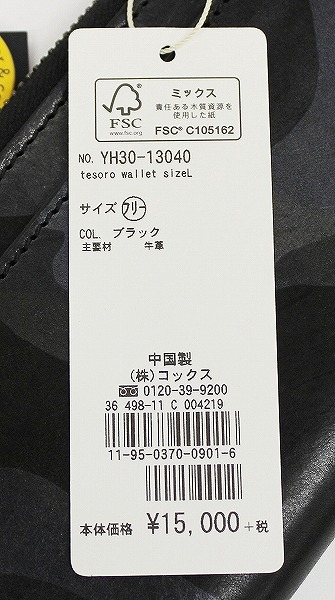 FSC
www.fsc.org
ミックス
責任ある木質資源を
使用した紙
FSC® C105162
NO. YH30-13040
tesoro wallet sizeL
サイズ フリー
COL. ブラック
主要材 牛革
中国製
(株)コックス
0120-39-9200
36 498-11 C 004219
11-95-0370-0901-6
本体価格 ¥15,000 +税